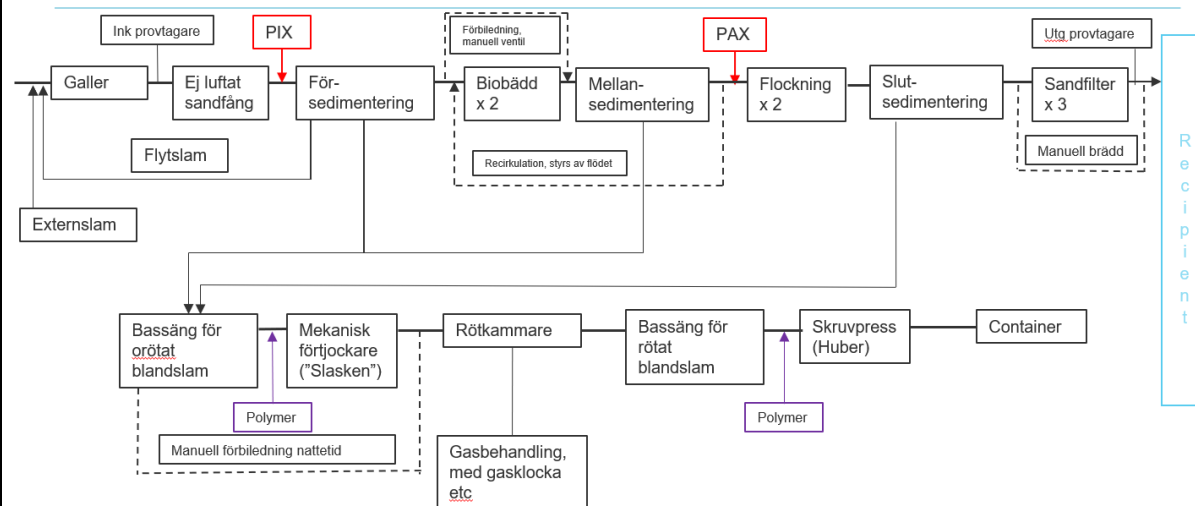 Ink provtagare
PIX
Förbiledning,
manuell ventil
PAX
Utg provtagare
Galler
Ej luftat
sandfång
För-
sedimentering
Biobädd
x 2
Mellan-
sedimentering
Flockning
x 2
Slut-
sedimentering
Sandfilter
x 3
Flytslam
Recirkulation, styrs av flödet
Manuell brädd
Externslam
Recipient
Bassäng för
orötat
blandslam
Mekanisk
förtjockare
("Slasken")
Rötkammare
Bassäng för
rötat
blandslam
Skruvpress
(Huber)
Container
Polymer
Polymer
Manuell förbiledning nattetid
Gasbehandling,
med gasklocka
etc